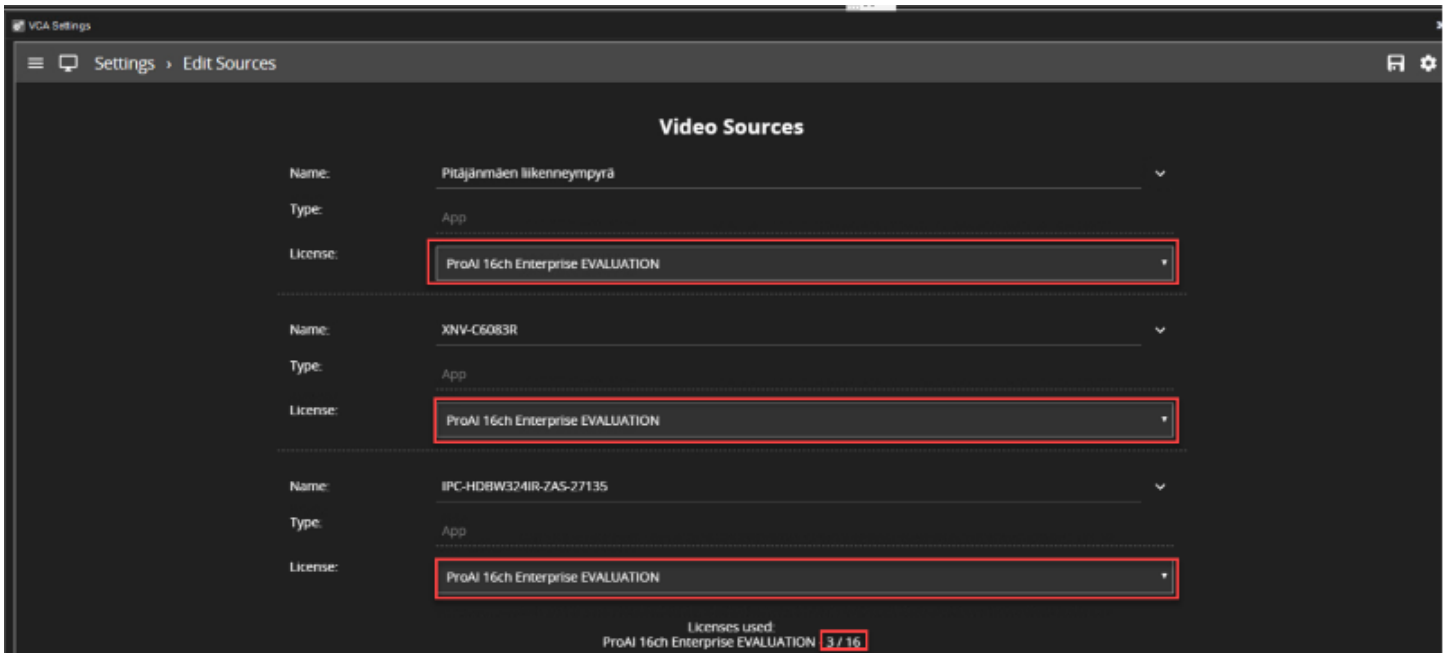 VCA Settings
Settings › Edit Sources
Video Sources
Name: Pitäjänmäen liikenneympyrä
Type: App
License: ProAI 16ch Enterprise EVALUATION
Name: XNV-C6083R
Type: App
License: ProAI 16ch Enterprise EVALUATION
Name: IPC-HDBW324IR-ZAS-27135
Type: App
License: ProAI 16ch Enterprise EVALUATION
Licenses used:
ProAI 16ch Enterprise EVALUATION 3 / 16